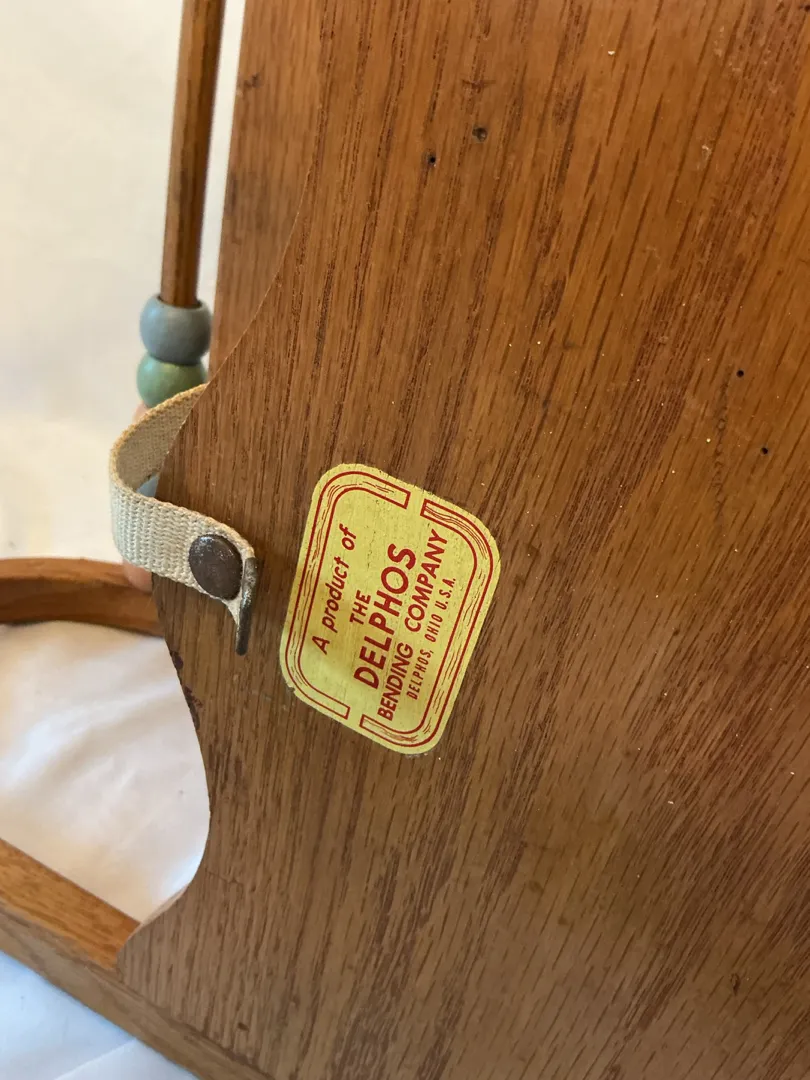 A product of
THE
DELPHOS
BENDING COMPANY
DELPHOS, OHIO U.S.A.